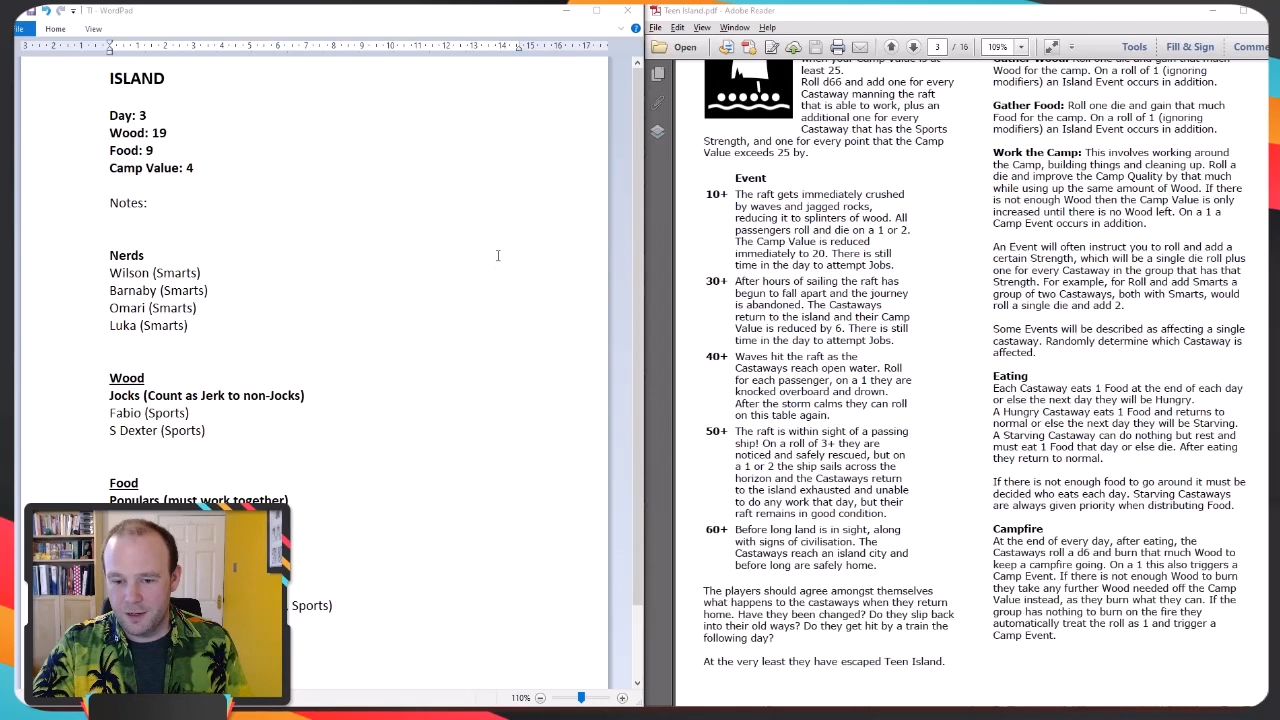 TI - WordPad
File
Home
View
3 · 2 · 1 · 1 · 2 · 3 · 4 · 5 · 6 · 7 · 8 · 9 · 10 · 11 · 12 · 13 · 14 · 15 · 16 · 17
ISLAND
Day: 3
Wood: 19
Food: 9
Camp Value: 4
Notes:
Nerds
Wilson (Smarts)
Barnaby (Smarts)
Omari (Smarts)
Luka (Smarts)
Wood
Jocks (Count as Jerk to non-Jocks)
Fabio (Sports)
S Dexter (Sports)
Food
Populars (must work together)
Sports)
110%
Teen Island.pdf - Adobe Reader
File Edit View Window Help
Open
3 / 16
109%
Tools
Fill & Sign
Comme
when your Camp Value is at
least 25.
Roll d66 and add one for every
Castaway manning the raft
that is able to work, plus an
additional one for every
Castaway that has the Sports
Strength, and one for every point that the Camp
Value exceeds 25 by.
Event
10+ The raft gets immediately crushed
by waves and jagged rocks,
reducing it to splinters of wood. All
passengers roll and die on a 1 or 2.
The Camp Value is reduced
immediately to 20. There is still
time in the day to attempt Jobs.
30+ After hours of sailing the raft has
begun to fall apart and the journey
is abandoned. The Castaways
return to the island and their Camp
Value is reduced by 6. There is still
time in the day to attempt Jobs.
40+ Waves hit the raft as the
Castaways reach open water. Roll
for each passenger, on a 1 they are
knocked overboard and drown.
After the storm calms they can roll
on this table again.
50+ The raft is within sight of a passing
ship! On a roll of 3+ they are
noticed and safely rescued, but on
a 1 or 2 the ship sails across the
horizon and the Castaways return
to the island exhausted and unable
to do any work that day, but their
raft remains in good condition.
60+ Before long land is in sight, along
with signs of civilisation. The
Castaways reach an island city and
before long are safely home.
The players should agree amongst themselves
what happens to the castaways when they return
home. Have they been changed? Do they slip back
into their old ways? Do they get hit by a train the
following day?
At the very least they have escaped Teen Island.
Gather Wood: Roll one die and gain that much
Wood for the camp. On a roll of 1 (ignoring
modifiers) an Island Event occurs in addition.
Gather Food: Roll one die and gain that much
Food for the camp. On a roll of 1 (ignoring
modifiers) an Island Event occurs in addition.
Work the Camp: This involves working around
the Camp, building things and cleaning up. Roll a
die and improve the Camp Quality by that much
while using up the same amount of Wood. If there
is not enough Wood then the Camp Value is only
increased until there is no Wood left. On a 1 a
Camp Event occurs in addition.
An Event will often instruct you to roll and add a
certain Strength, which will be a single die roll plus
one for every Castaway in the group that has that
Strength. For example, for Roll and add Smarts a
group of two Castaways, both with Smarts, would
roll a single die and add 2.
Some Events will be described as affecting a single
castaway. Randomly determine which Castaway is
affected.
Eating
Each Castaway eats 1 Food at the end of each day
or else the next day they will be Hungry.
A Hungry Castaway eats 1 Food and returns to
normal or else the next day they will be Starving.
A Starving Castaway can do nothing but rest and
must eat 1 Food that day or else die. After eating
they return to normal.
If there is not enough food to go around it must be
decided who eats each day. Starving Castaways
are always given priority when distributing Food.
Campfire
At the end of every day, after eating, the
Castaways roll a d6 and burn that much Wood to
keep a campfire going. On a 1 this also triggers a
Camp Event. If there is not enough Wood to burn
they take any further Wood needed off the Camp
Value instead, as they burn what they can. If the
group has nothing to burn on the fire they
automatically treat the roll as 1 and trigger a
Camp Event.